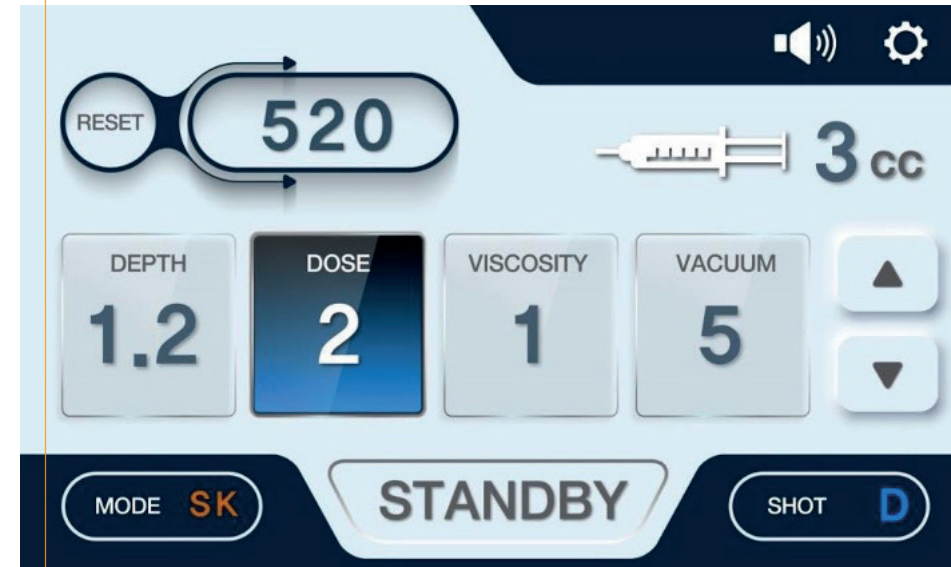 RESET 520
3 cc
DEPTH DOSE VISCOSITY VACUUM
1.2 2 1 5
MODE SK STANDBY SHOT D